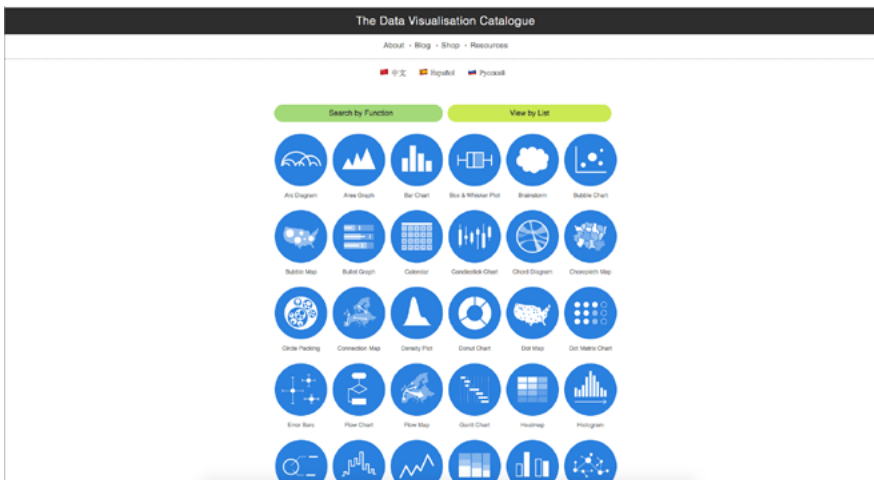 The Data Visualisation Catalogue
About · Blog · Shop · Resources
中文 Español Русский
Search by Function View by List
Arc Diagram Area Graph Bar Chart Box & Whisker Plot Brainstorm Bubble Chart
Bubble Map Bullet Graph Calendar Candlestick Chart Chord Diagram Choropleth Map
Circle Packing Connection Map Density Plot Donut Chart Dot Map Dot Matrix Chart
Error Bars Flow Chart Flow Map Gantt Chart Heatmap Histogram